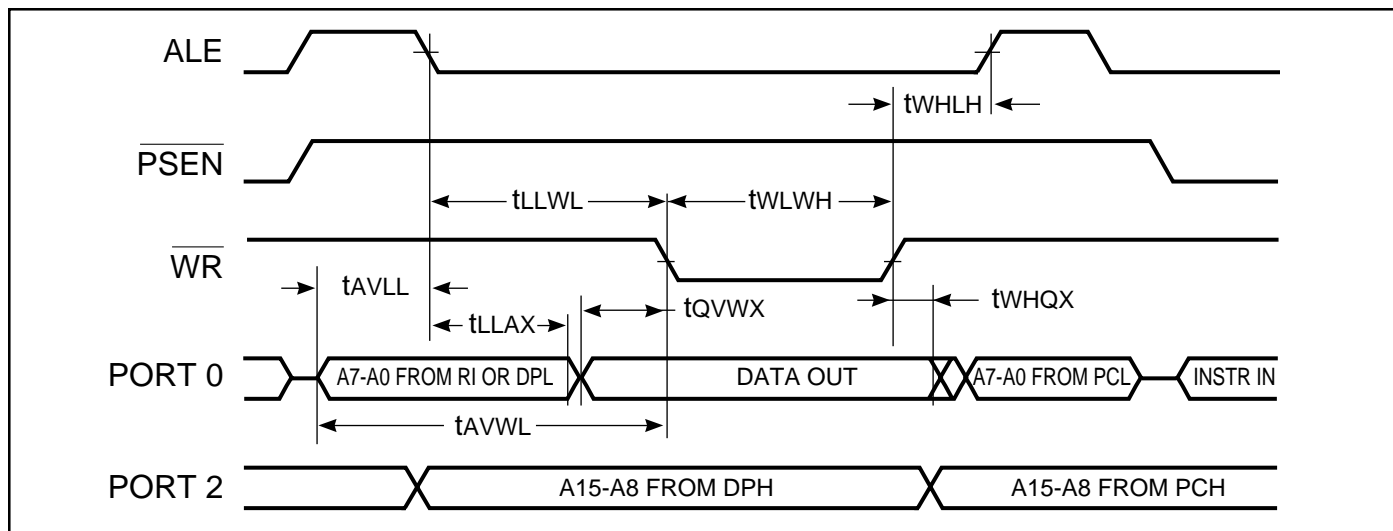 ALE
tWHLH
PSEN
tLLWL
tWLWH
WR
tAVLL
tQVWX
tWHQX
tLLAX
PORT 0
A7-A0 FROM RI OR DPL
DATA OUT
A7-A0 FROM PCL
INSTR IN
tAVWL
PORT 2
A15-A8 FROM DPH
A15-A8 FROM PCH